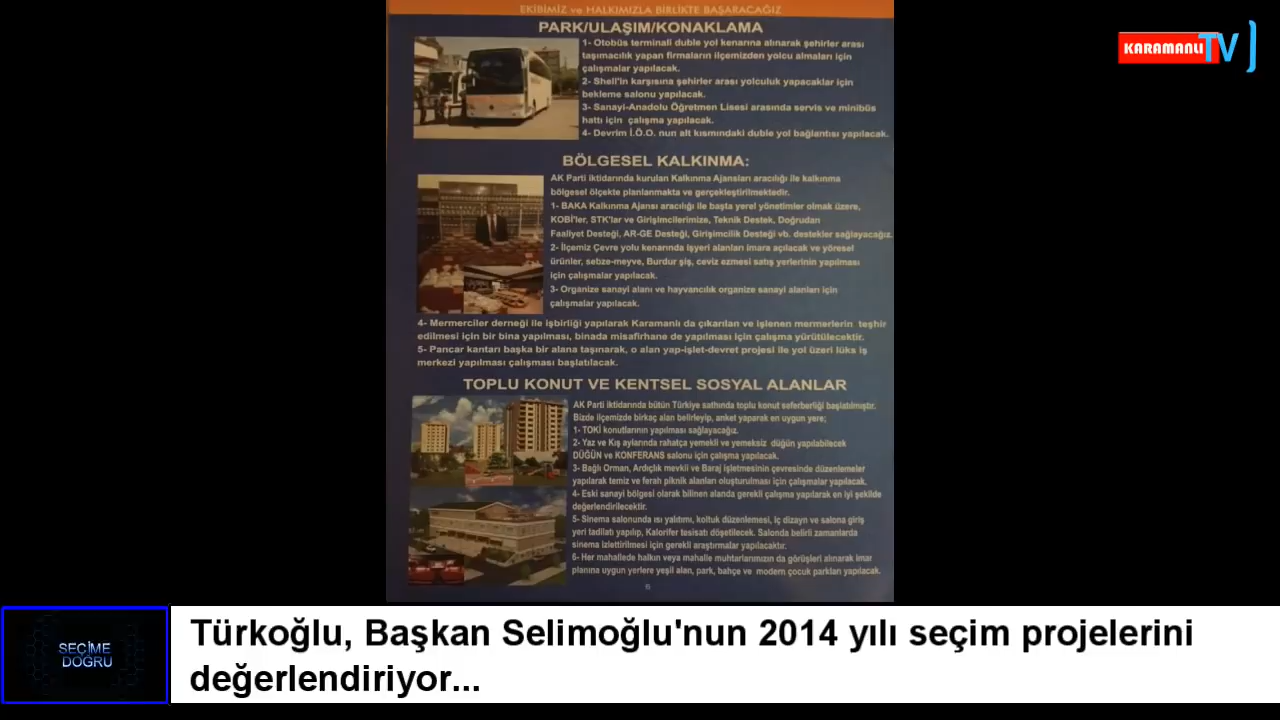 EKİBİMİZ ve HALKIMIZLA BİRLİKTE BAŞARACAĞIZ
PARK/ULAŞIM/KONAKLAMA
1- Otobüs terminali duble yol kenarına alınarak şehirler arası
taşımacılık yapan firmaların ilçemizden yolcu almaları için
çalışmalar yapılacak.
2- Shell'in karşısına şehirler arası yolculuk yapacaklar için
bekleme salonu yapılacak.
3- Sanayi-Anadolu Öğretmen Lisesi arasında servis ve minibüs
hattı için çalışma yapılacak.
4- Devrim İ.Ö.O. nun alt kısmındaki duble yol bağlantısı yapılacak.
BÖLGESEL KALKINMA:
AK Parti iktidarında kurulan Kalkınma Ajansları aracılığı ile kalkınma
bölgesel ölçekte planlanmakta ve gerçekleştirilmektedir.
1- BAKA Kalkınma Ajansı aracılığı ile başta yerel yönetimler olmak üzere,
KOBİ'ler, STK'lar ve Girişimcilerimize, Teknik Destek, Doğrudan
Faaliyet Desteği, AR-GE Desteği, Girişimcilik Desteği vb. destekler sağlayacağız.
2- İlçemiz Çevre yolu kenarında işyeri alanları imara açılacak ve yöresel
ürünler, sebze-meyve, Burdur şiş, ceviz ezmesi satış yerlerinin yapılması
için çalışmalar yapılacak.
3- Organize sanayi alanı ve hayvancılık organize sanayi alanları için
çalışmalar yapılacak.
4- Mermerciler derneği ile işbirliği yapılarak Karamanlı da çıkarılan ve işlenen mermerlerin teşhir
edilmesi için bir bina yapılması, binada misafirhane de yapılması için çalışma yürütülecektir.
5- Pancar kantarı başka bir alana taşınarak, o alan yap-işlet-devret projesi ile yol üzeri lüks iş
merkezi yapılması çalışması başlatılacak.
TOPLU KONUT VE KENTSEL SOSYAL ALANLAR
AK Parti iktidarında bütün Türkiye sathında toplu konut seferberliği başlatılmıştır.
Bizde ilçemizde birkaç alan belirleyip, anket yaparak en uygun yere;
1- TOKİ konutlarının yapılması sağlayacağız.
2- Yaz ve Kış aylarında rahatça yemekli ve yemeksiz düğün yapılabilecek
DÜĞÜN ve KONFERANS salonu için çalışma yapılacak.
3- Bağlı Orman, Ardıçlık mevkii ve Baraj işletmesinin çevresinde düzenlemeler
yapılarak temiz ve ferah piknik alanları oluşturulması için çalışmalar yapılacak.
4- Eski sanayi bölgesi olarak bilinen alanda gerekli çalışma yapılarak en iyi şekilde
değerlendirilecektir.
5- Sinema salonunda ısı yalıtımı, koltuk düzenlemesi, iç dizayn ve salona giriş
yeri tadilatı yapılıp, Kalorifer tesisatı döşetilecek. Salonda belirli zamanlarda
sinema izlettirilmesi için gerekli araştırmalar yapılacaktır.
6- Her mahallede halkın veya mahalle muhtarlarımızın da görüşleri alınarak imar
planına uygun yerlere yeşil alan, park, bahçe ve modern çocuk parkları yapılacak.
6
KARAMANLI TV
SEÇİME
DOĞRU
Türkoğlu, Başkan Selimoğlu'nun 2014 yılı seçim projelerini
değerlendiriyor...